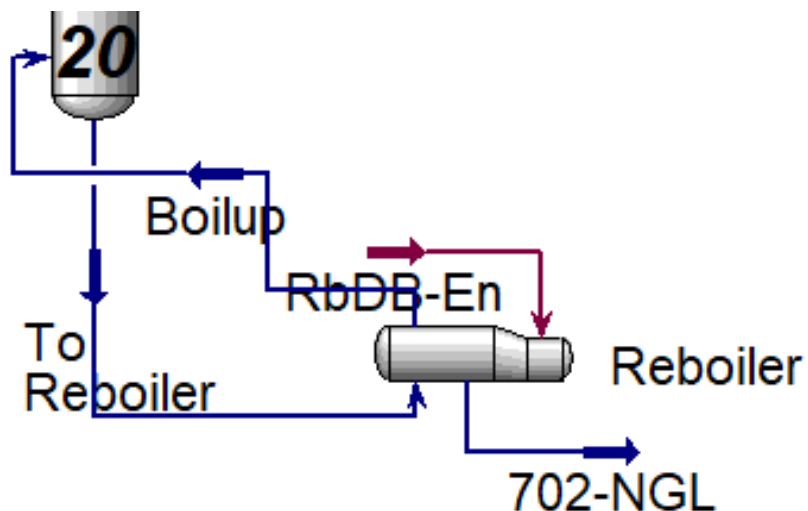 20
Boilup
RbDB-En
To
Reboiler
Reboiler
702-NGL